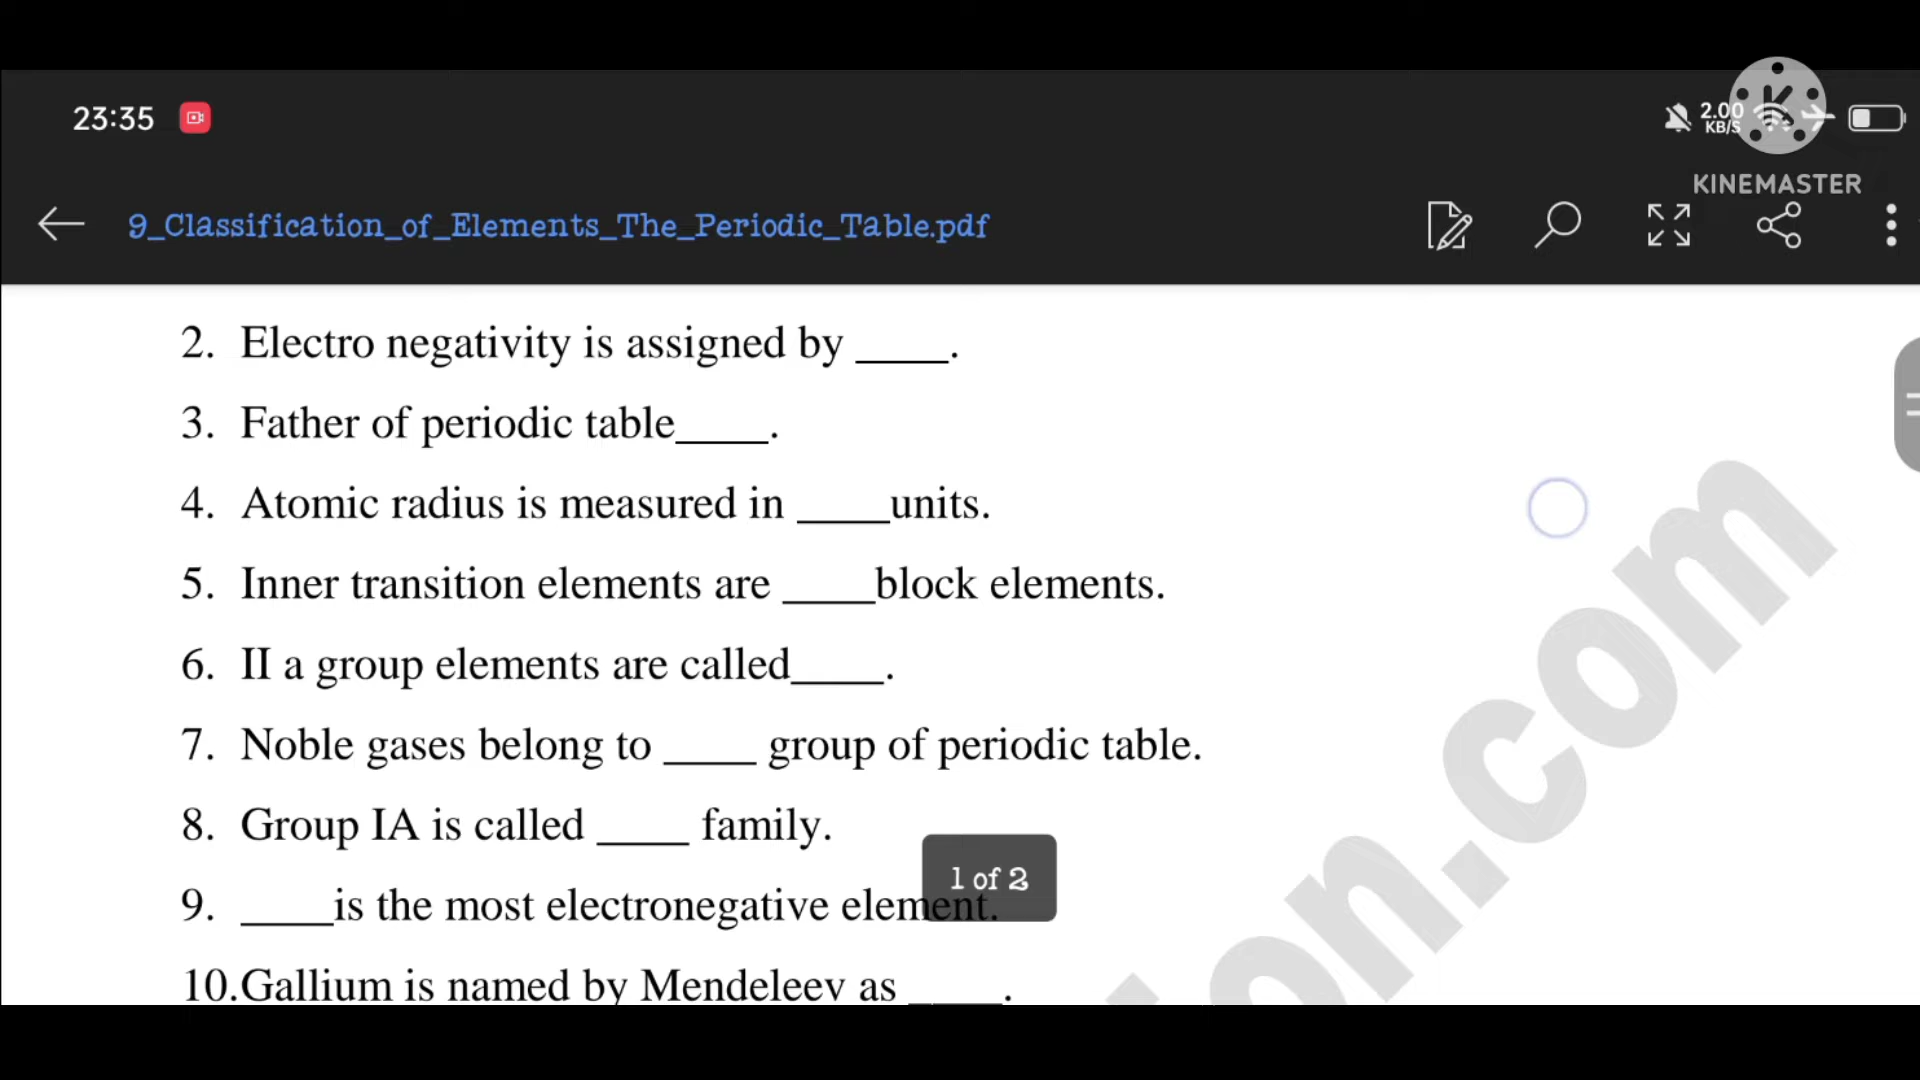 23:35
2.00
KB/S
KINEMASTER
9_Classification_of_Elements_The_Periodic_Table.pdf
2. Electro negativity is assigned by ____.
3. Father of periodic table____.
4. Atomic radius is measured in ____units.
5. Inner transition elements are ____block elements.
6. II a group elements are called____.
7. Noble gases belong to ____ group of periodic table.
8. Group IA is called ____ family.
9. ____is the most electronegative element.
1 of 2
10.Gallium is named by Mendeleev as ____.
on.com